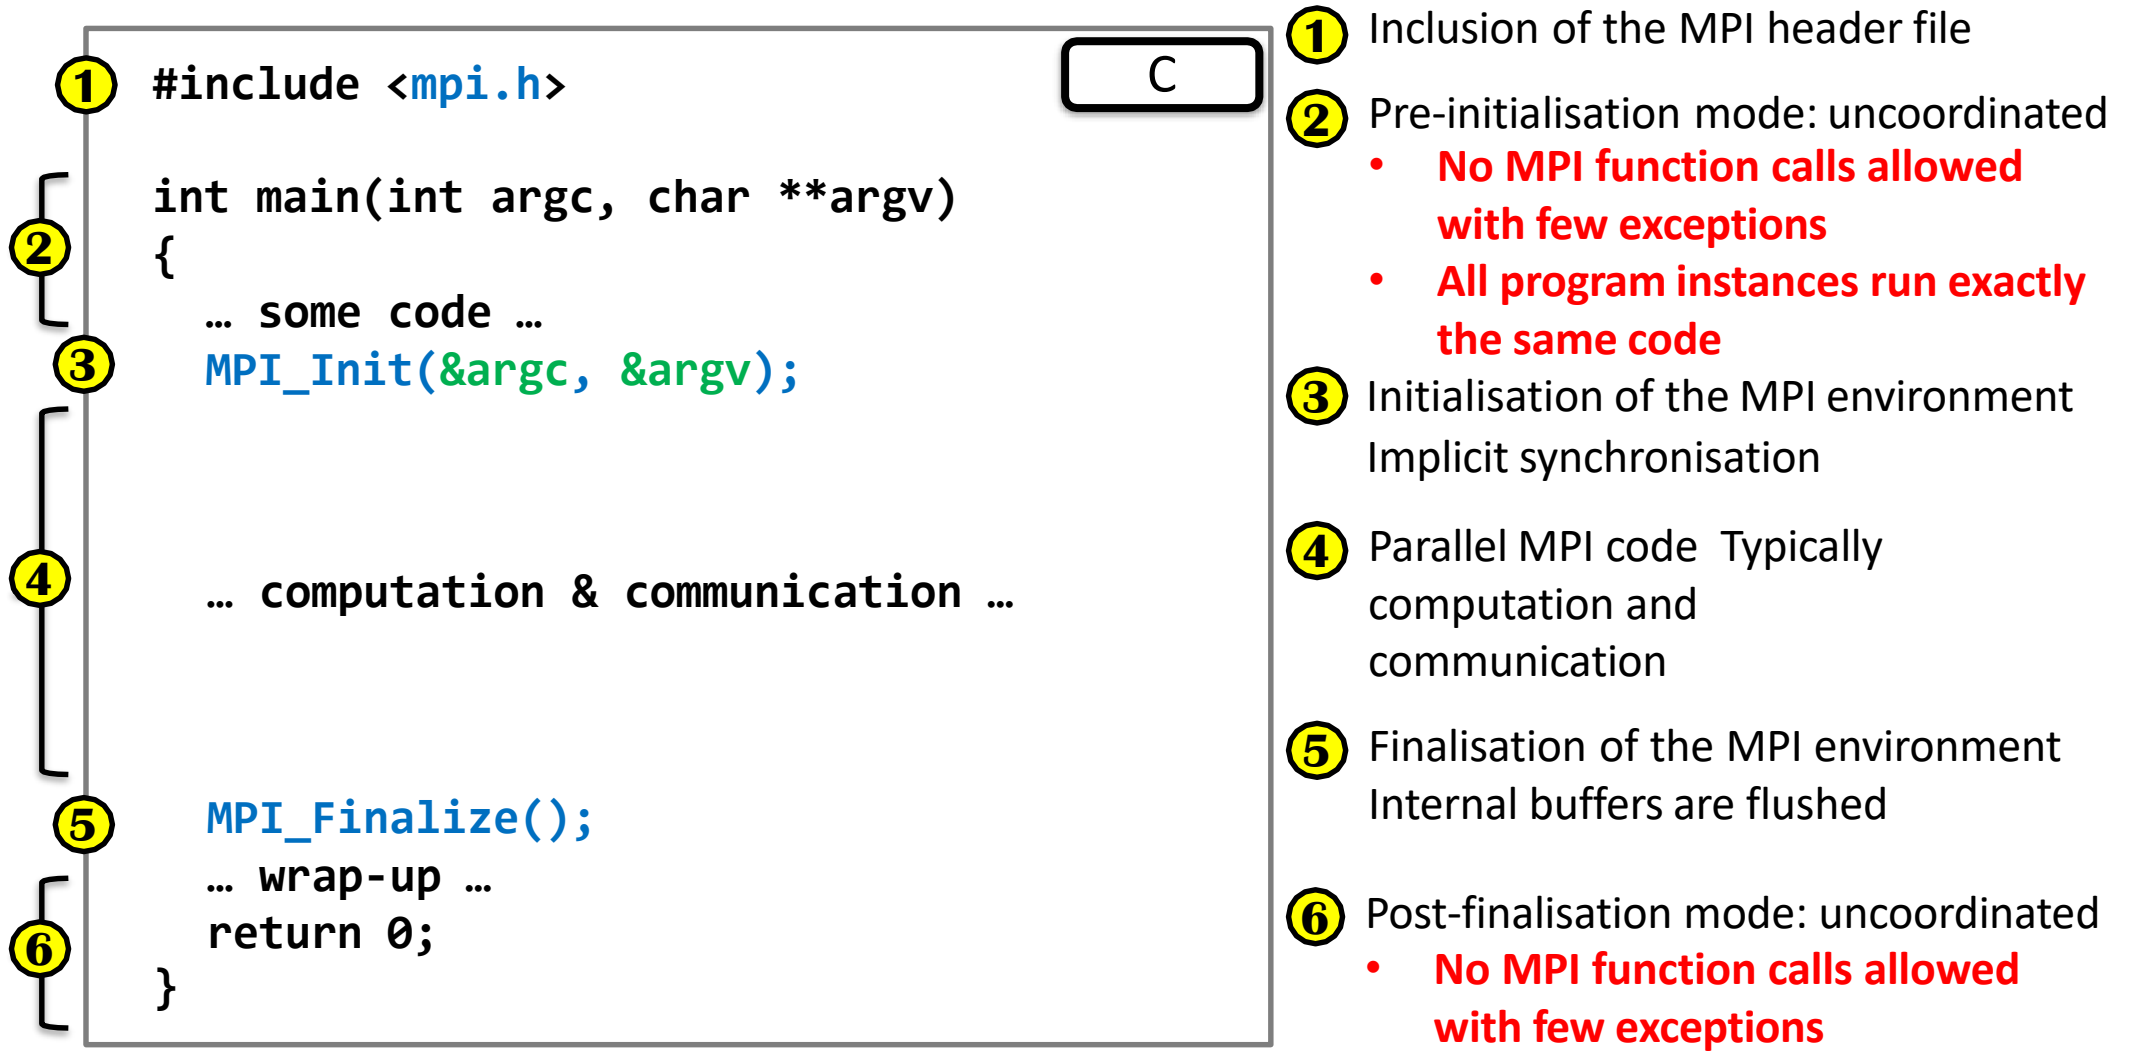 C
1 #include <mpi.h>
int main(int argc, char **argv)
2 {
… some code …
3 MPI_Init(&argc, &argv);
4 … computation & communication …
5 MPI_Finalize();
… wrap-up …
6 return 0;
}
1 Inclusion of the MPI header file
2 Pre-initialisation mode: uncoordinated
• No MPI function calls allowed
with few exceptions
• All program instances run exactly
the same code
3 Initialisation of the MPI environment
Implicit synchronisation
4 Parallel MPI code Typically
computation and
communication
5 Finalisation of the MPI environment
Internal buffers are flushed
6 Post-finalisation mode: uncoordinated
• No MPI function calls allowed
with few exceptions